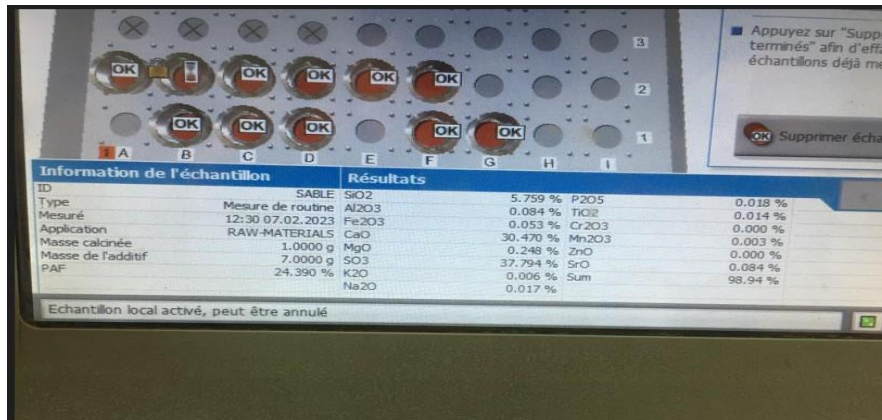 3
Appuyez sur "Supp
terminés" afin d'effa
échantillons déjà me
OK OK OK OK OK
2
OK OK OK OK OK
1
1 A B C D E F G H I
OK Supprimer écha
Information de l'échantillon
ID SABLE
Type Mesure de routine
Mesuré 12:30 07.02.2023
Application RAW-MATERIALS
Masse calcinée 1.0000 g
Masse de l'additif 7.0000 g
PAF 24.390 %
Résultats
SiO2 5.759 %
Al2O3 0.084 %
Fe2O3 0.053 %
CaO 30.470 %
MgO 0.248 %
SO3 37.794 %
K2O 0.006 %
Na2O 0.017 %
P2O5 0.018 %
TiO2 0.014 %
Cr2O3 0.000 %
Mn2O3 0.003 %
ZnO 0.000 %
SrO 0.084 %
Sum 98.94 %
Echantillon local activé, peut être annulé